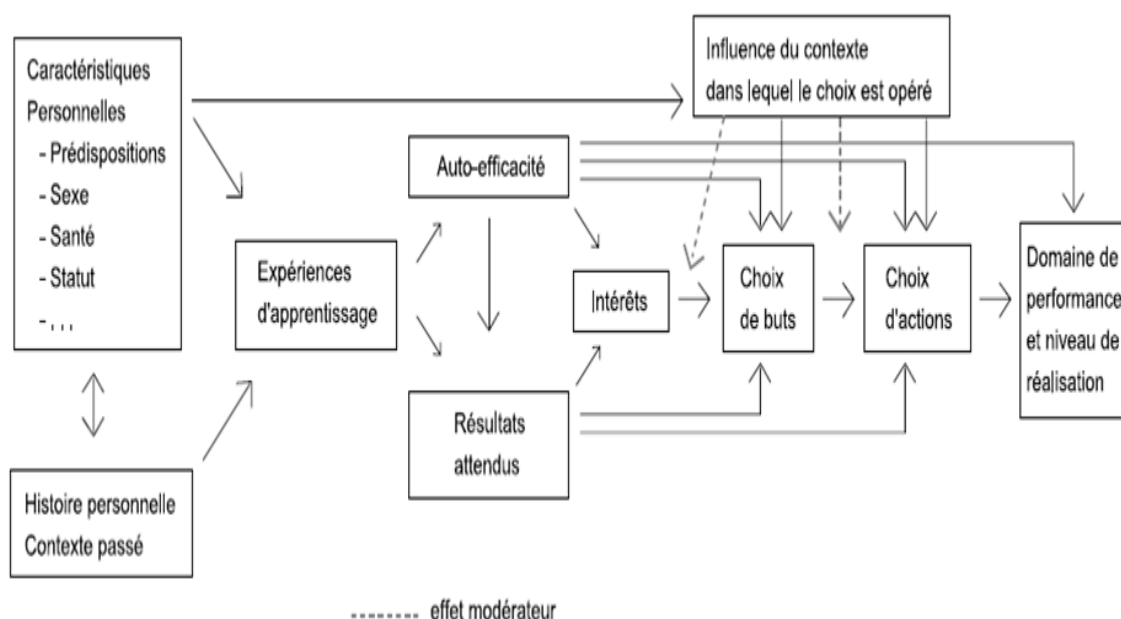 Caractéristiques
Personnelles
- Prédispositions
- Sexe
- Santé
- Statut
- . . .
Histoire personnelle
Contexte passé
Expériences
d'apprentissage
Auto-efficacité
Résultats
attendus
Intérêts
Influence du contexte
dans lequel le choix est opéré
Choix
de buts
Choix
d'actions
Domaine de
performance
et niveau de
réalisation
effet modérateur